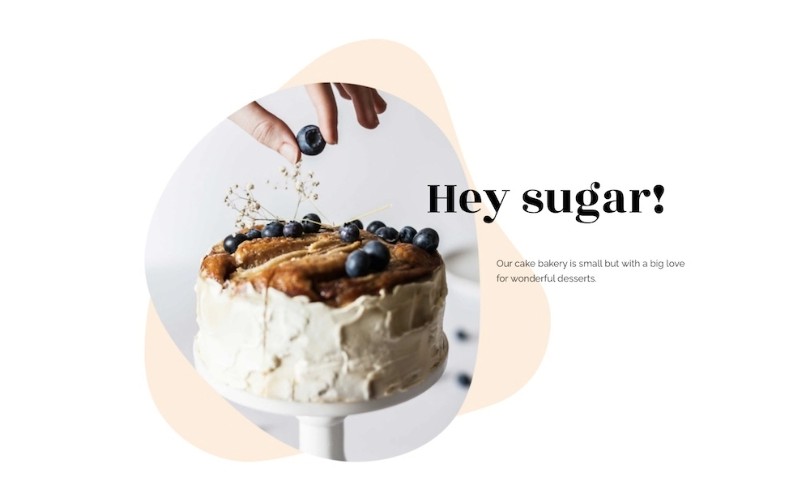 Hey sugar!
Our cake bakery is small but with a big love
for wonderful desserts.